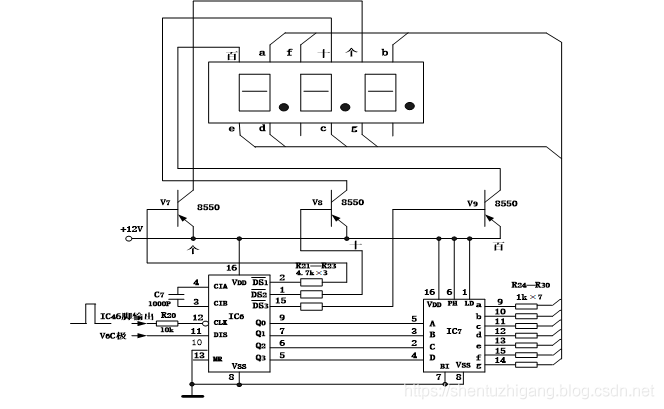 百 a f 十 个 b
e d c g
V7 8550
V8 8550
V9 8550
+12V
个 十 百
16 VDD DS1 2 R21—R23
4.7k×3
C7 1000P 4 CIA DS2 1
3 CIB IC6 DS3 15
IC46脚输出 R20 10k 12 CLK Q0 9
V6C极 11 DIS Q1 7
10 Q2 6
13 MR Q3 5
VSS 8
16 6 1
VDD PH LD
R24—R30
1k×7
5 A IC7 a 9
3 B b 10
2 C c 11
4 D d 12
e 13
f 15
g 14
BI VSS
7 8
https://shentuzhigang.blog.csdn.net